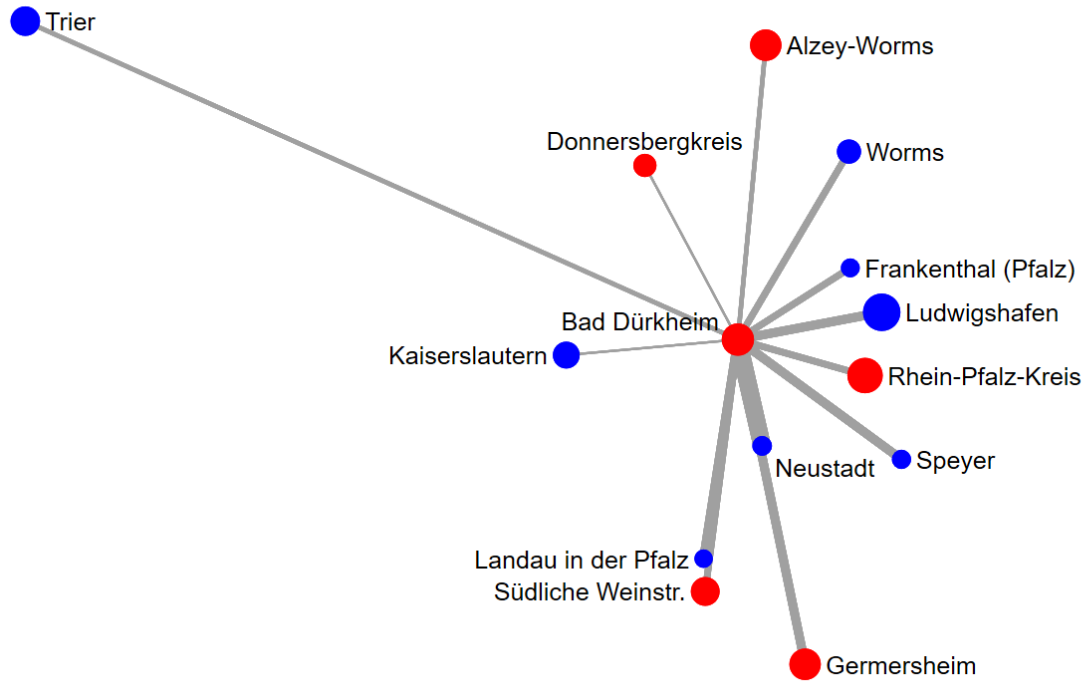 Trier
Alzey-Worms
Donnersbergkreis
Worms
Frankenthal (Pfalz)
Ludwigshafen
Bad Dürkheim
Kaiserslautern
Rhein-Pfalz-Kreis
Speyer
Neustadt
Landau in der Pfalz
Südliche Weinstr.
Germersheim